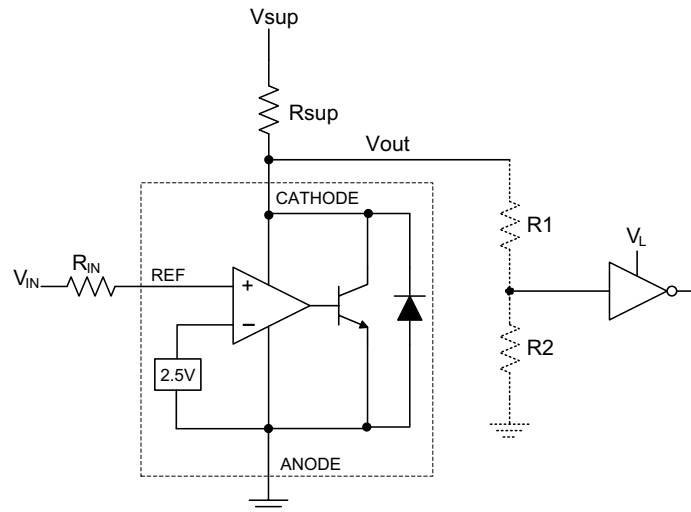 Vsup
Rsup
Vout
CATHODE
R1
RIN
VL
VIN
REF
+
−
R2
2.5V
ANODE